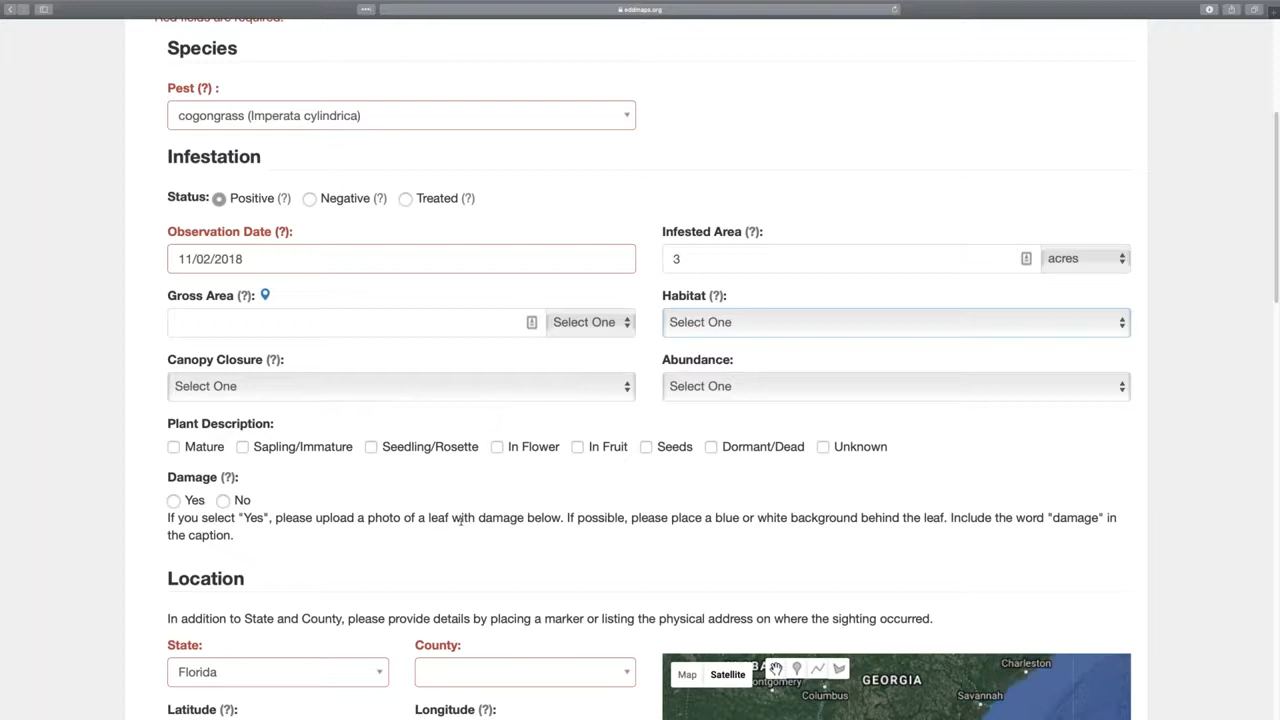 eddmaps.org
Red fields are required.
Species
Pest (?) :
cogongrass (Imperata cylindrica)
Infestation
Status: Positive (?) Negative (?) Treated (?)
Observation Date (?): Infested Area (?):
11/02/2018 3 acres
Gross Area (?): Habitat (?):
Select One Select One
Canopy Closure (?): Abundance:
Select One Select One
Plant Description:
Mature Sapling/Immature Seedling/Rosette In Flower In Fruit Seeds Dormant/Dead Unknown
Damage (?):
Yes No
If you select "Yes", please upload a photo of a leaf with damage below. If possible, please place a blue or white background behind the leaf. Include the word "damage" in
the caption.
Location
In addition to State and County, please provide details by placing a marker or listing the physical address on where the sighting occurred.
State: County:
Florida
Map Satellite
Charleston
GEORGIA
Columbus Savannah
Latitude (?): Longitude (?):